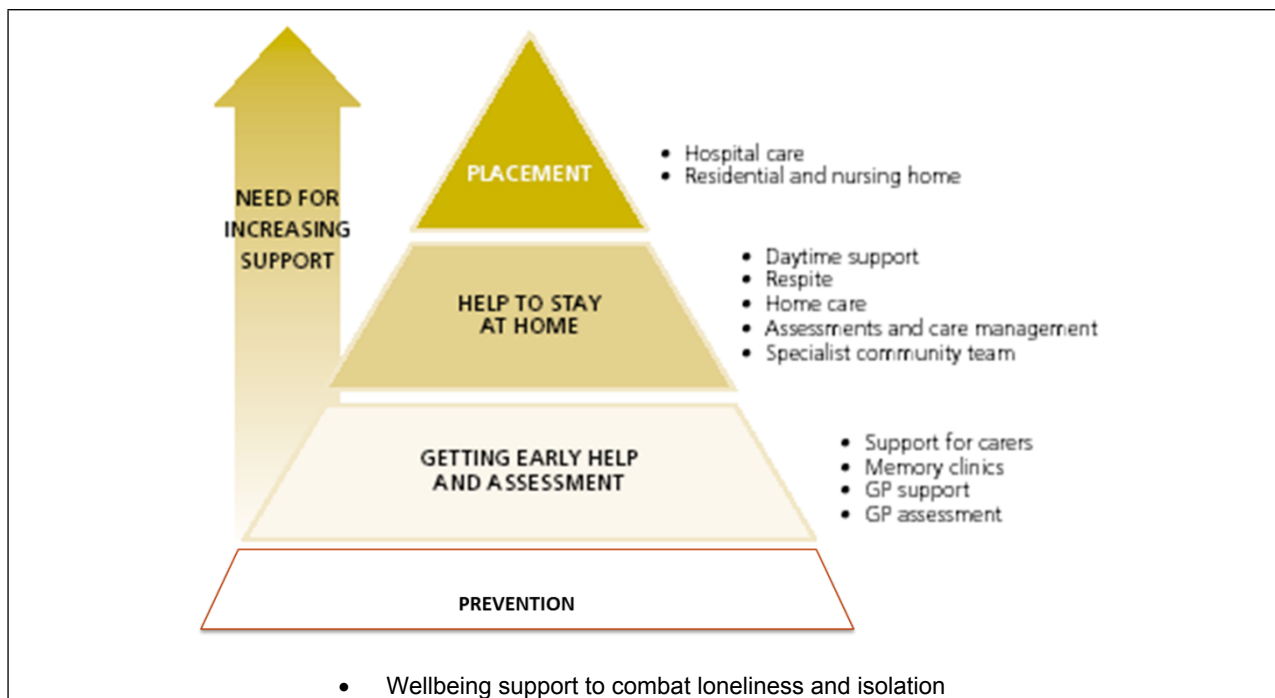 NEED FOR
INCREASING
SUPPORT
PLACEMENT
• Hospital care
• Residential and nursing home
HELP TO STAY
AT HOME
• Daytime support
• Respite
• Home care
• Assessments and care management
• Specialist community team
GETTING EARLY HELP
AND ASSESSMENT
• Support for carers
• Memory clinics
• GP support
• GP assessment
PREVENTION
• Wellbeing support to combat loneliness and isolation